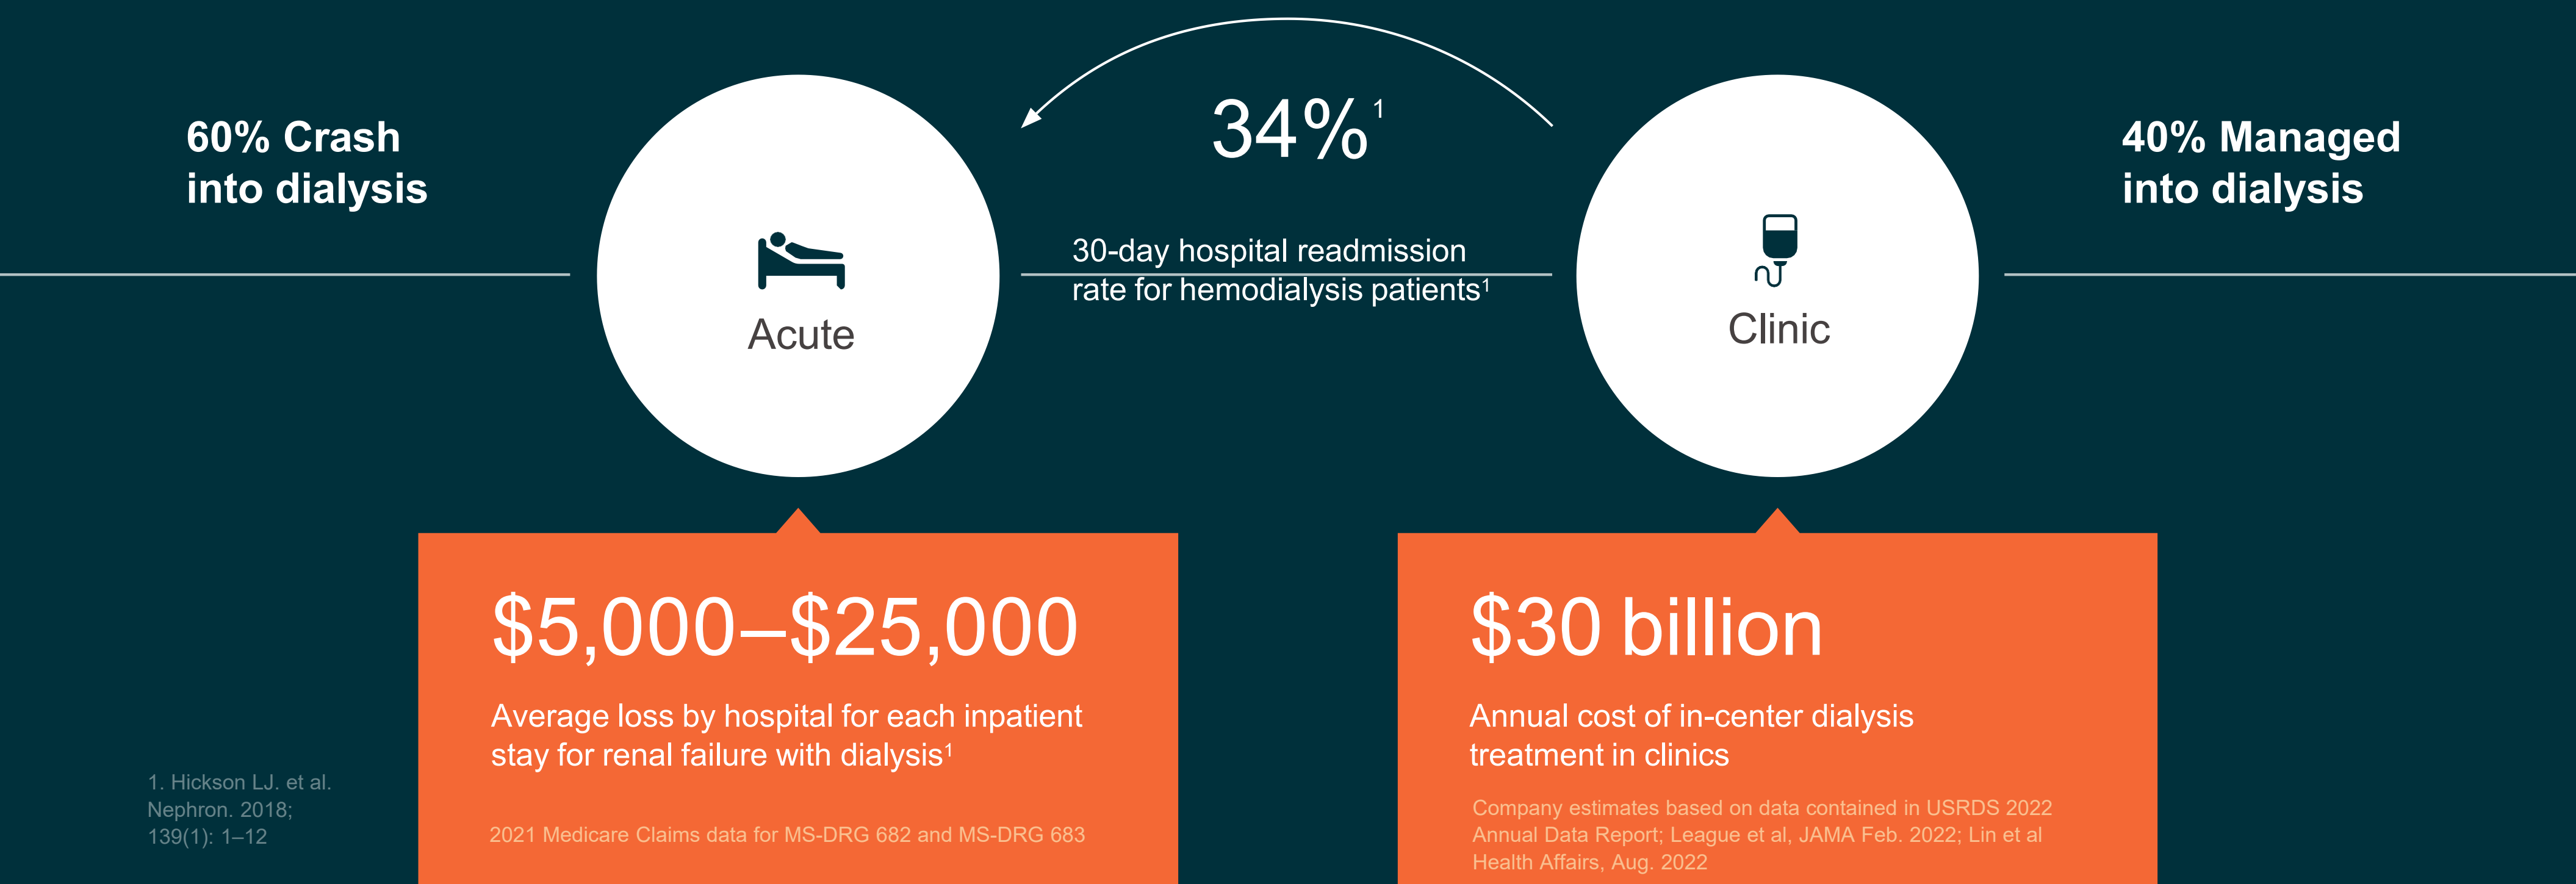 60% Crash
into dialysis
Acute
34%¹
30-day hospital readmission
rate for hemodialysis patients¹
Clinic
40% Managed
into dialysis
$5,000–$25,000
Average loss by hospital for each inpatient
stay for renal failure with dialysis¹
2021 Medicare Claims data for MS-DRG 682 and MS-DRG 683
$30 billion
Annual cost of in-center dialysis
treatment in clinics
Company estimates based on data contained in USRDS 2022
Annual Data Report; League et al, JAMA Feb. 2022; Lin et al
Health Affairs, Aug. 2022
1. Hickson LJ. et al.
Nephron. 2018;
139(1): 1–12